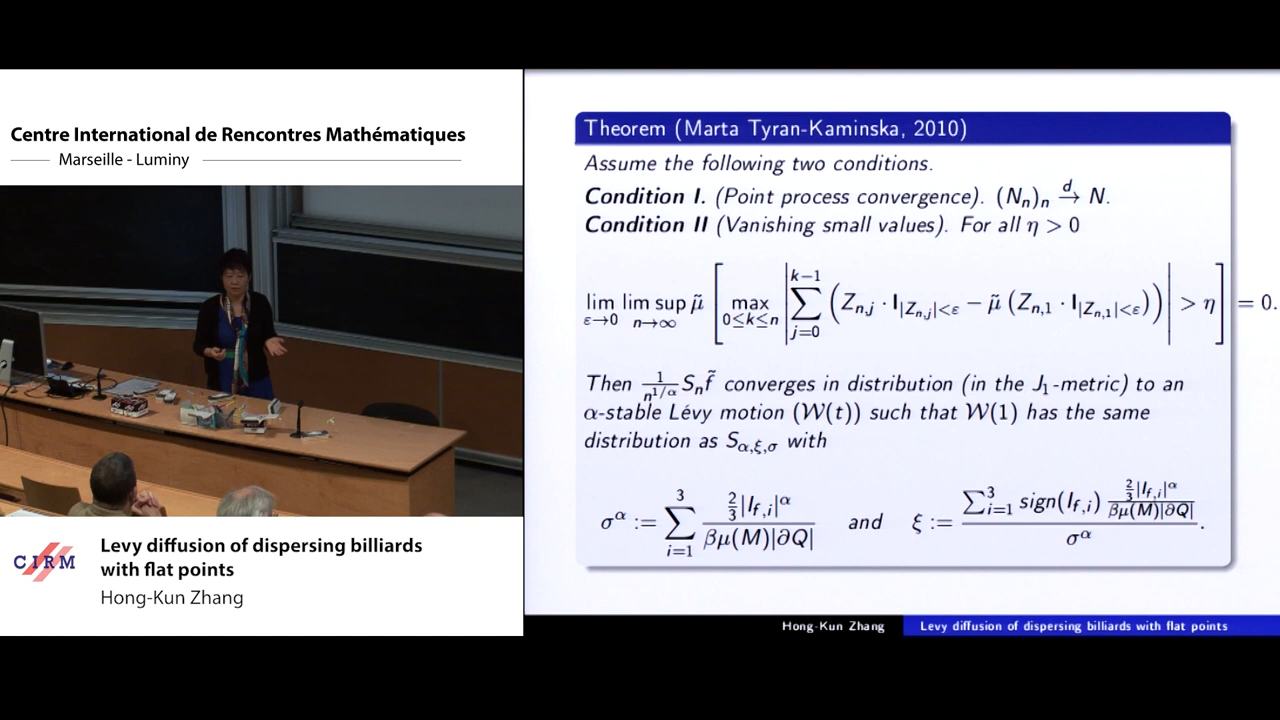 Centre International de Rencontres Mathématiques
Marseille - Luminy
CIRM
Levy diffusion of dispersing billiards
with flat points
Hong-Kun Zhang
Theorem (Marta Tyran-Kaminska, 2010)
Assume the following two conditions.
Condition I. (Point process convergence). (N_n)_n →^d N.
Condition II (Vanishing small values). For all η > 0
lim_{ε→0} lim sup_{n→∞} μ̃ [ max_{0≤k≤n} | ∑_{j=0}^{k−1} ( Z_{n,j} · I_{|Z_{n,j}|<ε} − μ̃ ( Z_{n,1} · I_{|Z_{n,1}|<ε} ) ) | > η ] = 0.
Then 1/n^{1/α} S_n f̃ converges in distribution (in the J_1-metric) to an
α-stable Lévy motion (W(t)) such that W(1) has the same
distribution as S_{α,ξ,σ} with
σ^α := ∑_{i=1}^{3} (2/3 |I_{f,i}|^α) / (βμ(M)|∂Q|) and ξ := (∑_{i=1}^{3} sign(I_{f,i}) (2/3 |I_{f,i}|^α) / (βμ(M)|∂Q|)) / σ^α.
Hong-Kun Zhang Levy diffusion of dispersing billiards with flat points